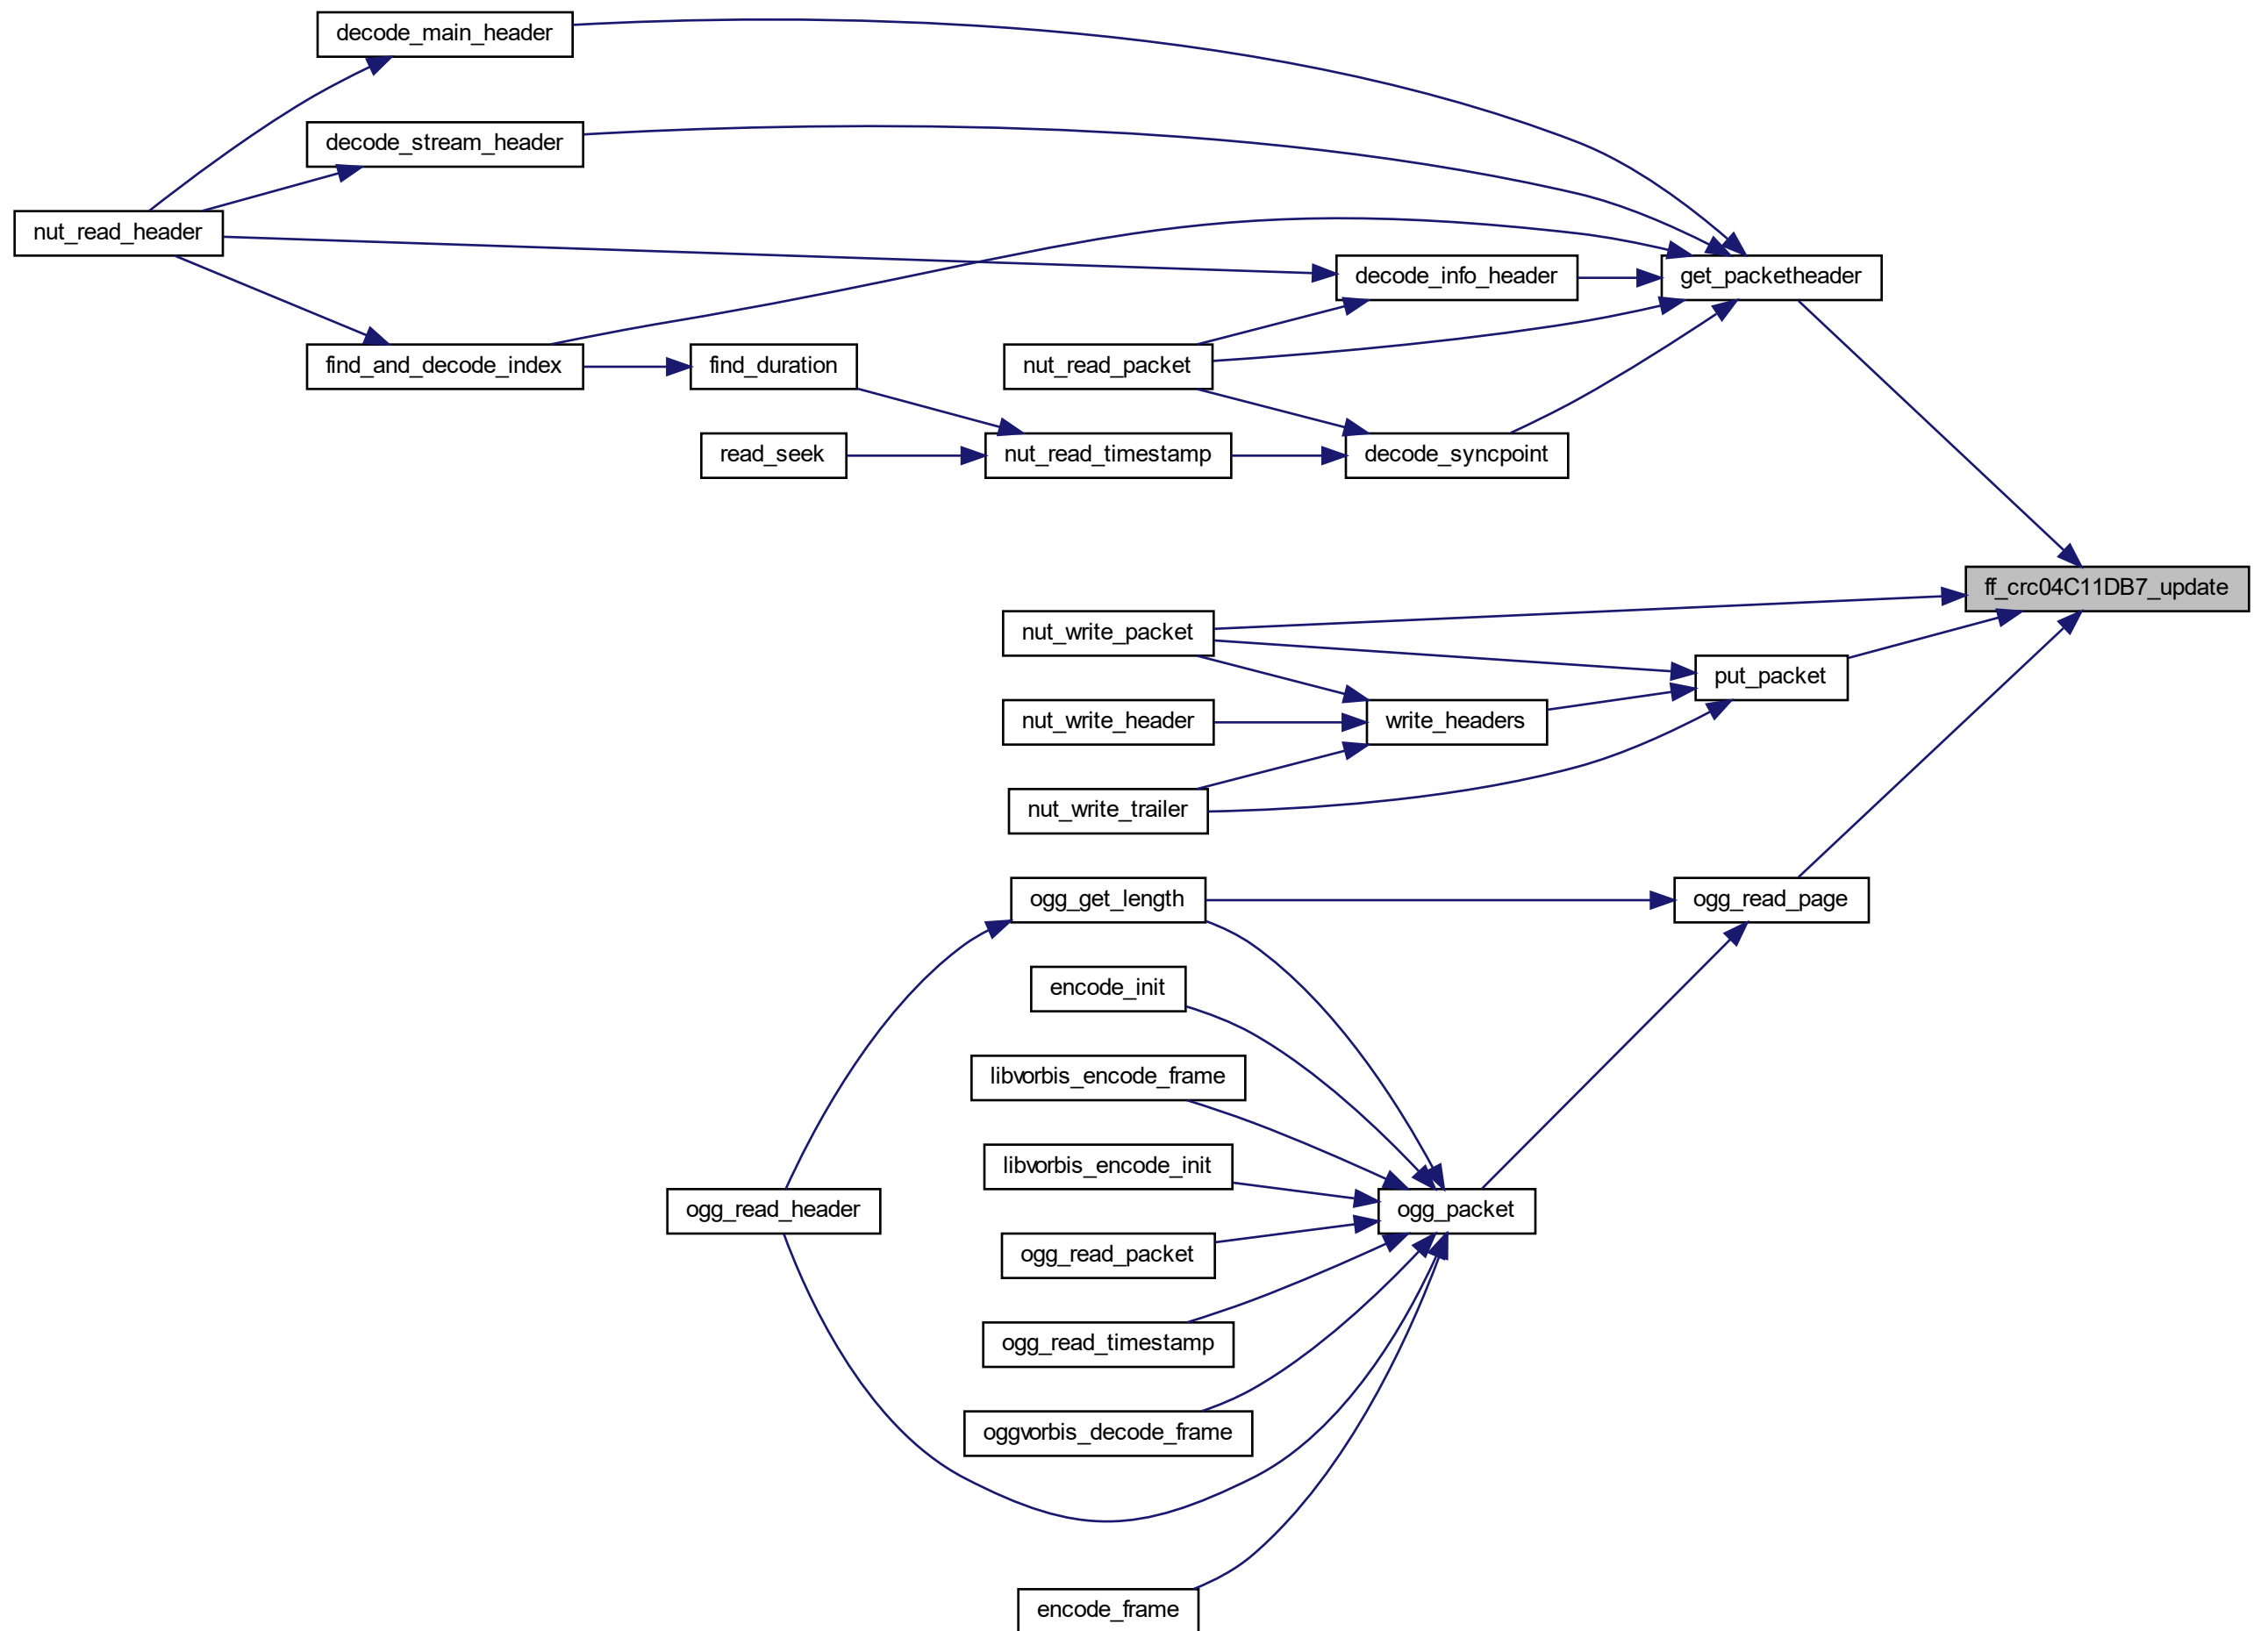 decode_main_header
decode_stream_header
nut_read_header
decode_info_header
get_packetheader
find_and_decode_index
find_duration
nut_read_packet
read_seek
nut_read_timestamp
decode_syncpoint
ff_crc04C11DB7_update
nut_write_packet
put_packet
nut_write_header
write_headers
nut_write_trailer
ogg_get_length
ogg_read_page
encode_init
libvorbis_encode_frame
libvorbis_encode_init
ogg_read_header
ogg_packet
ogg_read_packet
ogg_read_timestamp
oggvorbis_decode_frame
encode_frame